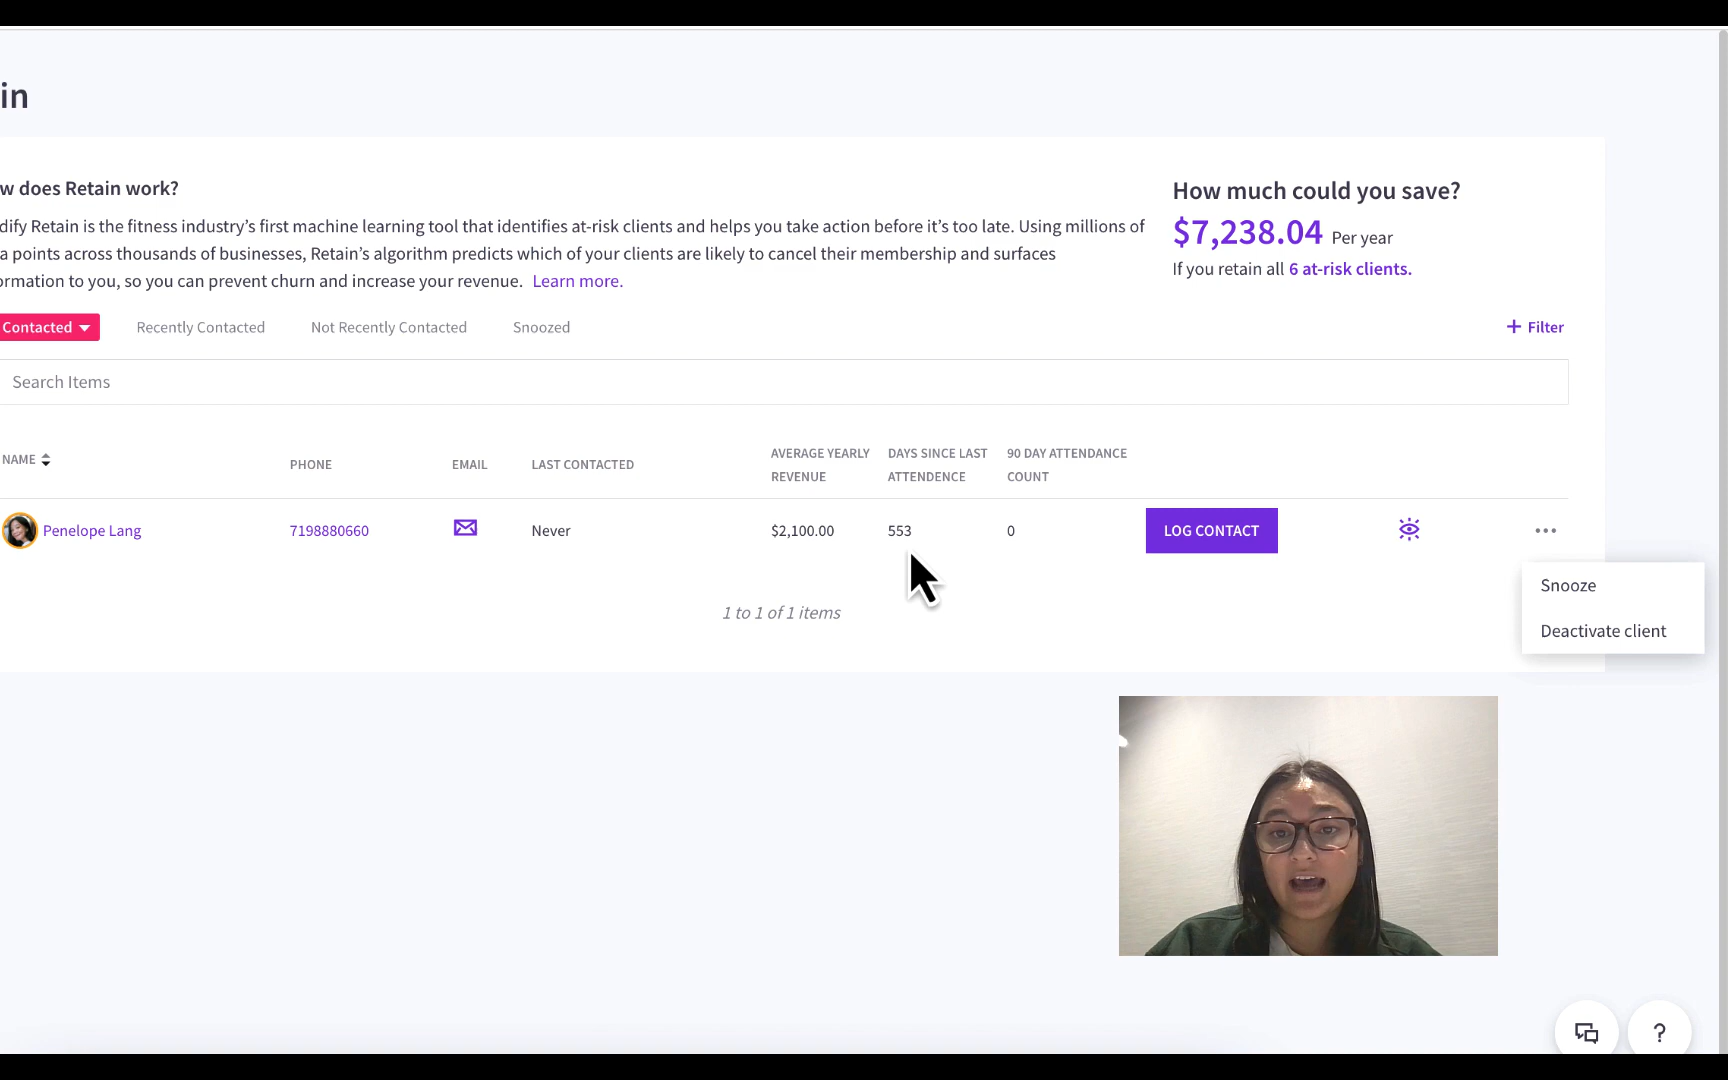 in
w does Retain work?
dify Retain is the fitness industry’s first machine learning tool that identifies at-risk clients and helps you take action before it’s too late. Using millions of
a points across thousands of businesses, Retain’s algorithm predicts which of your clients are likely to cancel their membership and surfaces
ormation to you, so you can prevent churn and increase your revenue. Learn more.
How much could you save?
$7,238.04 Per year
If you retain all 6 at-risk clients.
Contacted
Recently Contacted
Not Recently Contacted
Snoozed
+ Filter
Search Items
NAME
PHONE
EMAIL
LAST CONTACTED
AVERAGE YEARLY
REVENUE
DAYS SINCE LAST
ATTENDENCE
90 DAY ATTENDANCE
COUNT
Penelope Lang
7198880660
Never
$2,100.00
553
0
LOG CONTACT
Snooze
Deactivate client
1 to 1 of 1 items
?